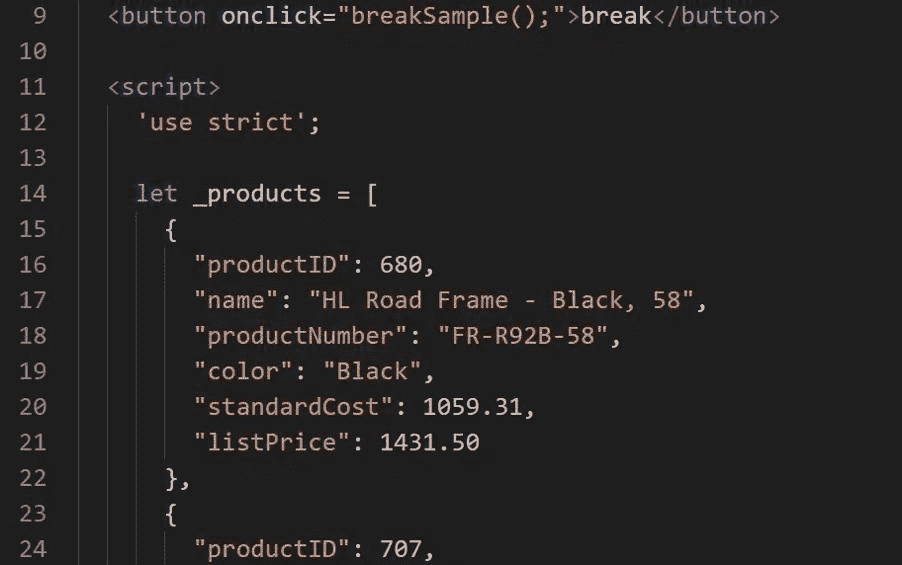 9 <button onclick="breakSample();">break</button>
10
11 <script>
12 'use strict';
13
14 let _products = [
15 {
16 "productID": 680,
17 "name": "HL Road Frame - Black, 58",
18 "productNumber": "FR-R92B-58",
19 "color": "Black",
20 "standardCost": 1059.31,
21 "listPrice": 1431.50
22 },
23 {
24 "productID": 707,